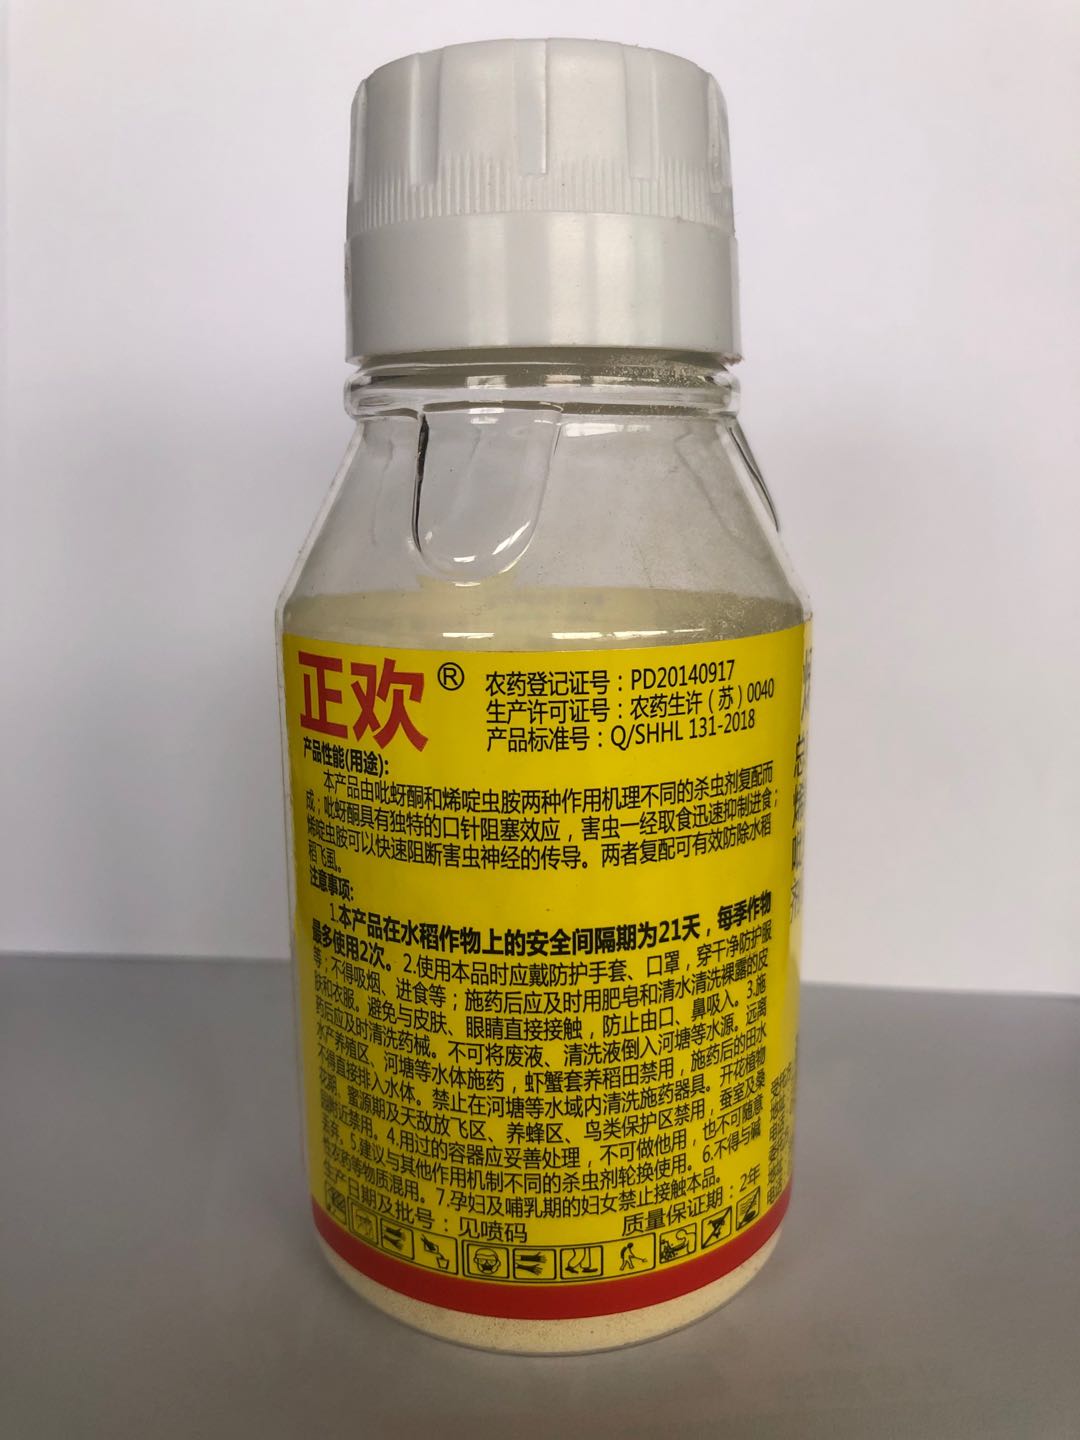 正欢®
农药登记证号：PD20140917
生产许可证号：农药生许（苏）0040
产品标准号：Q/SHHL 131-2018
产品性能(用途):
本产品由吡蚜酮和烯啶虫胺两种作用机理不同的杀虫剂复配而
成；吡蚜酮具有独特的口针阻塞效应，害虫一经取食迅速抑制进食；
烯啶虫胺可以快速阻断害虫神经的传导。两者复配可有效防除水稻
稻飞虱。
注意事项:
1.本产品在水稻作物上的安全间隔期为21天，每季作物
最多使用2次。2.使用本品时应戴防护手套、口罩，穿干净防护服
等；不得吸烟、进食等；施药后应及时用肥皂和清水清洗裸露的皮
肤和衣服。避免与皮肤、眼睛直接接触，防止由口、鼻吸入。3.施
药后应及时清洗药械。不可将废液、清洗液倒入河塘等水源。远离
水产养殖区、河塘等水体施药，虾蟹套养稻田禁用，施药后的田水
不得直接排入水体。禁止在河塘等水域内清洗施药器具。开花植物
花期、蜜源期及天敌放飞区、养蜂区、鸟类保护区禁用，蚕室及桑
园附近禁用。4.用过的容器应妥善处理，不可做他用，也不可随意
丢弃。5.建议与其他作用机制不同的杀虫剂轮换使用。6.不得与碱
性农药等物质混用。7.孕妇及哺乳期的妇女禁止接触本品。
生产日期及批号：见喷码 质量保证期：2年